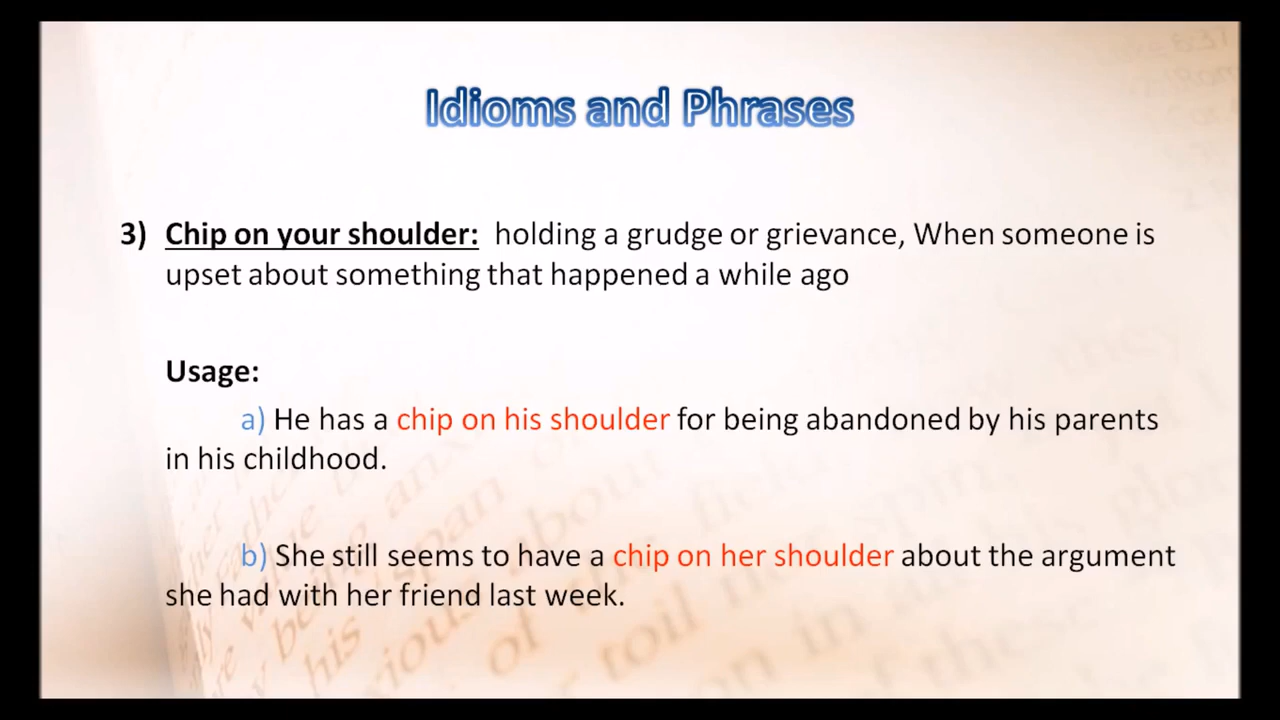 Idioms and Phrases
3) Chip on your shoulder: holding a grudge or grievance, When someone is
upset about something that happened a while ago
Usage:
a) He has a chip on his shoulder for being abandoned by his parents
in his childhood.
b) She still seems to have a chip on her shoulder about the argument
she had with her friend last week.